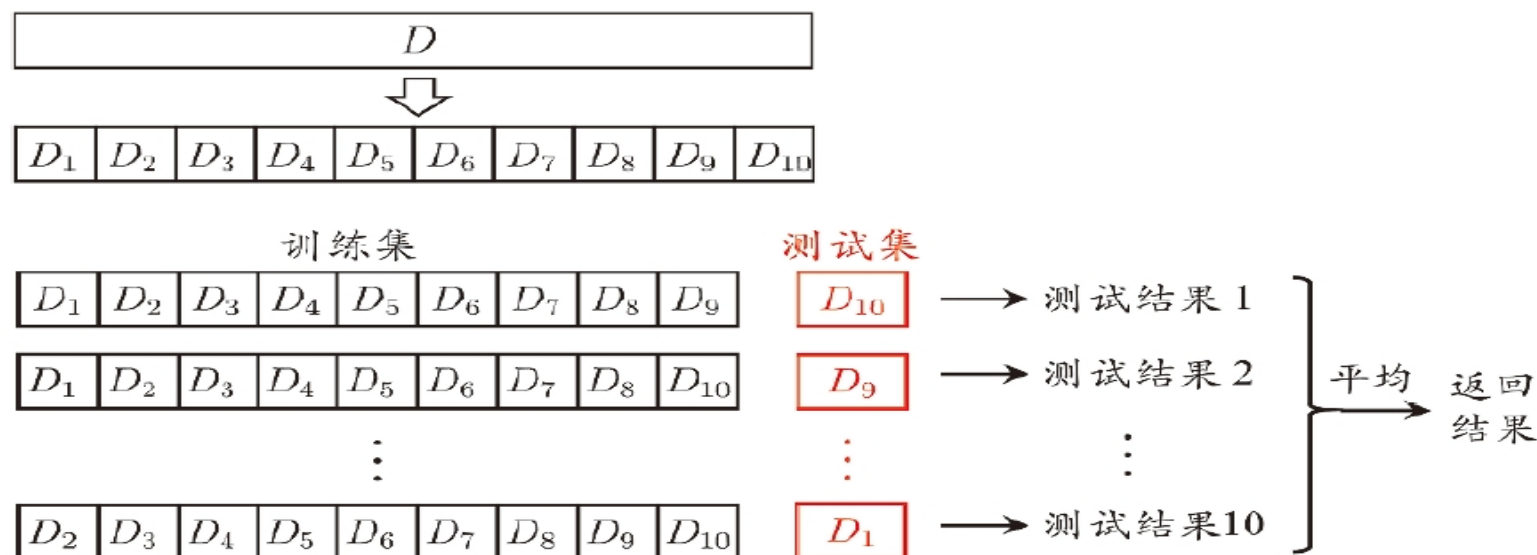 D
D₁ D₂ D₃ D₄ D₅ D₆ D₇ D₈ D₉ D₁₀
训练集 测试集
D₁ D₂ D₃ D₄ D₅ D₆ D₇ D₈ D₉ D₁₀ 测试结果 1
D₁ D₂ D₃ D₄ D₅ D₆ D₇ D₈ D₁₀ D₉ 测试结果 2
平均 返回
结果
⋮ ⋮ ⋮
D₂ D₃ D₄ D₅ D₆ D₇ D₈ D₉ D₁₀ D₁ 测试结果10